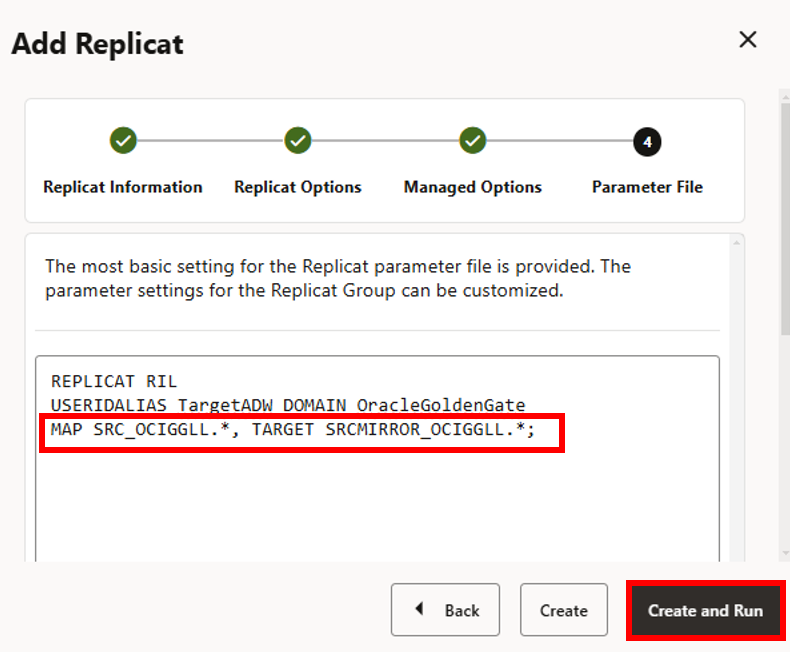 Add Replicat
4
Replicat Information
Replicat Options
Managed Options
Parameter File
The most basic setting for the Replicat parameter file is provided. The
parameter settings for the Replicat Group can be customized.
REPLICAT RIL
USERIDALIAS TargetADW DOMAIN OracleGoldenGate
MAP SRC_OCIGGLL.*, TARGET SRCMIRROR_OCIGGLL.*;
Back
Create
Create and Run